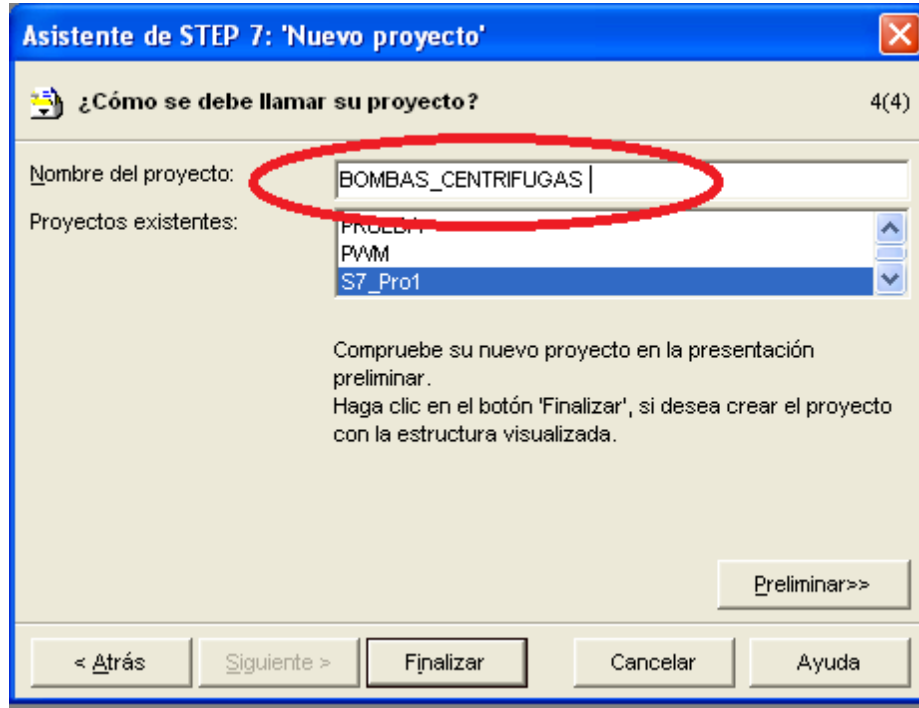 Asistente de STEP 7: 'Nuevo proyecto'
¿Cómo se debe llamar su proyecto? 4(4)
Nombre del proyecto: BOMBAS_CENTRIFUGAS
Proyectos existentes:
PWM
S7_Pro1
Compruebe su nuevo proyecto en la presentación
preliminar.
Haga clic en el botón 'Finalizar', si desea crear el proyecto
con la estructura visualizada.
Preliminar>>
< Atrás Siguiente > Finalizar Cancelar Ayuda